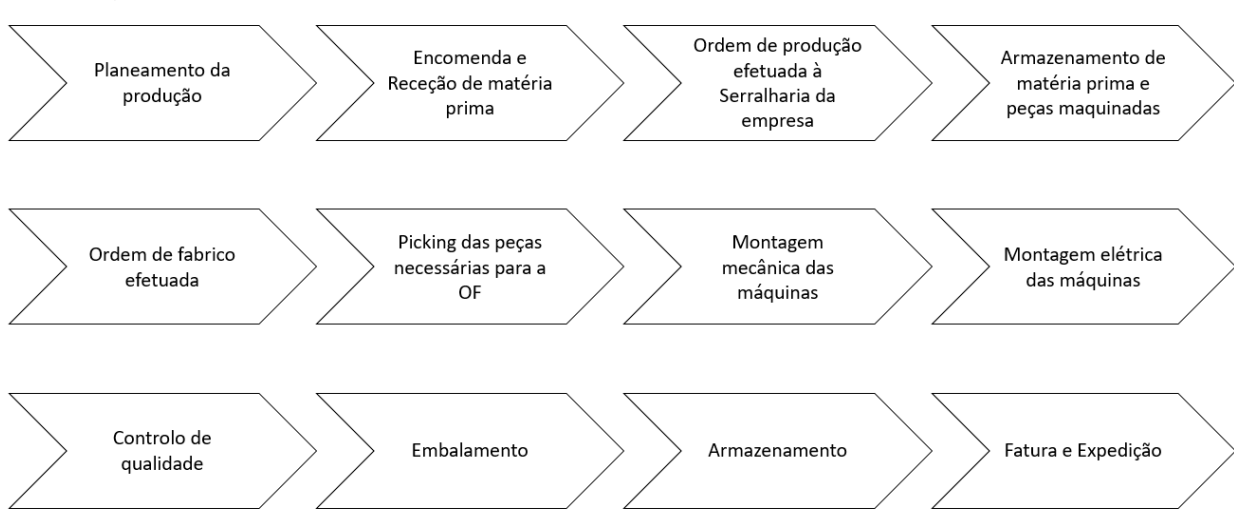 Planeamento da
produção
Encomenda e
Receção de matéria
prima
Ordem de produção
efetuada à
Serralharia da
empresa
Armazenamento de
matéria prima e
peças maquinadas
Ordem de fabrico
efetuada
Picking das peças
necessárias para a
OF
Montagem
mecânica das
máquinas
Montagem elétrica
das máquinas
Controlo de
qualidade
Embalamento
Armazenamento
Fatura e Expedição